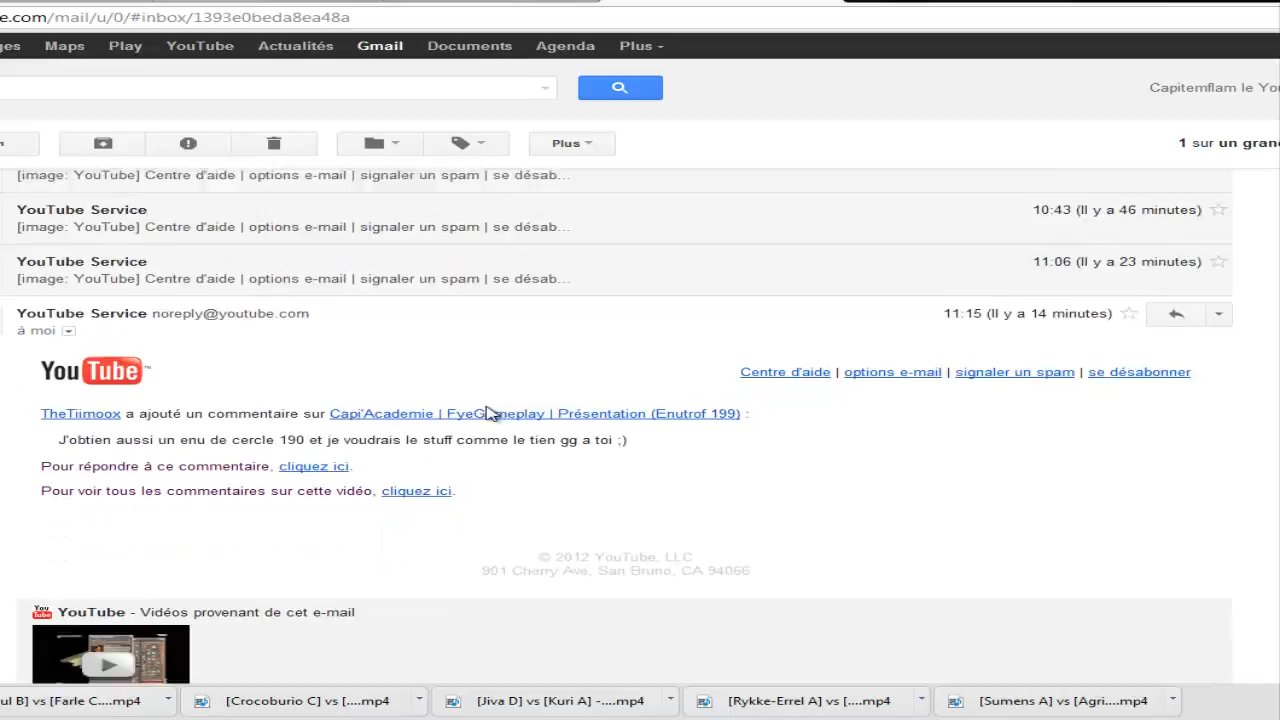 e.com/mail/u/0/#inbox/1393e0beda8ea48a
ges Maps Play YouTube Actualités Gmail Documents Agenda Plus
Capitemflam le Yo
Plus
1 sur un gran
[image: YouTube] Centre d'aide | options e-mail | signaler un spam | se désab...
YouTube Service 10:43 (Il y a 46 minutes)
[image: YouTube] Centre d'aide | options e-mail | signaler un spam | se désab...
YouTube Service 11:06 (Il y a 23 minutes)
[image: YouTube] Centre d'aide | options e-mail | signaler un spam | se désab...
YouTube Service noreply@youtube.com 11:15 (Il y a 14 minutes)
à moi
YouTube Centre d'aide | options e-mail | signaler un spam | se désabonner
TheTiimoox a ajouté un commentaire sur Capi'Academie | FyeGameplay | Présentation (Enutrof 199) :
J'obtien aussi un enu de cercle 190 et je voudrais le stuff comme le tien gg a toi ;)
Pour répondre à ce commentaire, cliquez ici.
Pour voir tous les commentaires sur cette vidéo, cliquez ici.
© 2012 YouTube, LLC
901 Cherry Ave, San Bruno, CA 94066
You YouTube - Vidéos provenant de cet e-mail
ul B] vs [Farle C....mp4 [Crocoburio C] vs [....mp4 [Jiva D] vs [Kuri A] -....mp4 [Rykke-Errel A] vs [....mp4 [Sumens A] vs [Agri....mp4